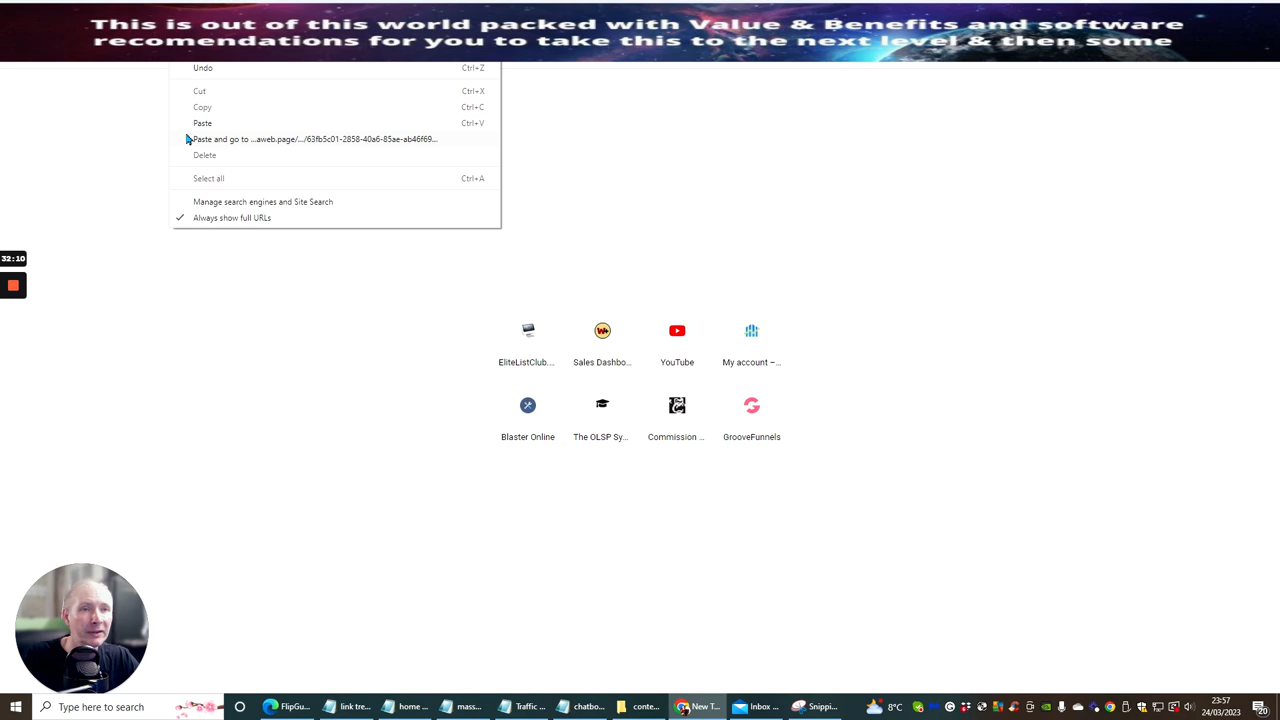 This is out of this world packed with Value & Benefits and software
recomendations for you to take this to the next level & then some
Undo Ctrl+Z
Cut Ctrl+X
Copy Ctrl+C
Paste Ctrl+V
Paste and go to ...aweb.page/.../63fb5c01-2858-40a6-85ae-ab46f69...
Delete
Select all Ctrl+A
Manage search engines and Site Search
Always show full URLs
32:10
EliteListClub.... Sales Dashbo... YouTube My account –...
Blaster Online The OLSP Sy... Commission ... GrooveFunnels
Type here to search FlipGu... link tre... home ... mass... Traffic ... chatbo... conte... New T... Inbox ... Snippi... 8°C 23:57
24/03/2023
20